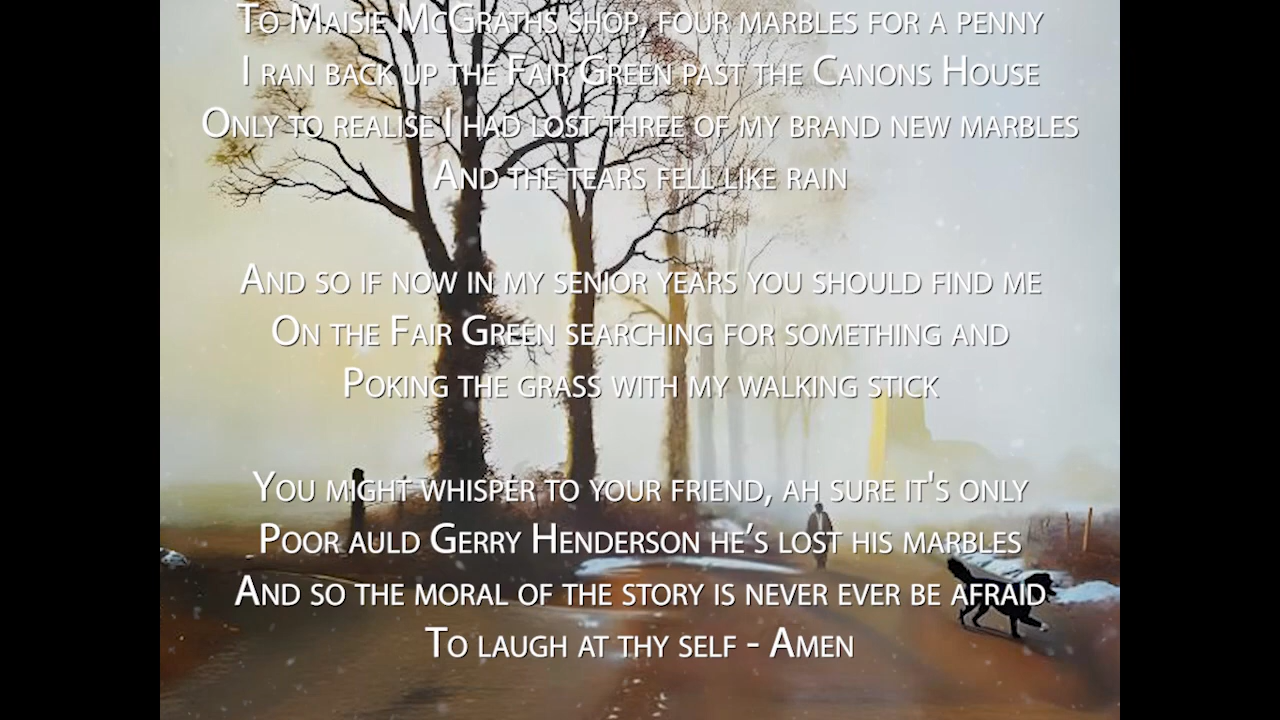 To Maisie McGraths shop, four marbles for a penny
I ran back up the Fair Green past the Canons House
Only to realise I had lost three of my brand new marbles
And the tears fell like rain
And so if now in my senior years you should find me
On the Fair Green searching for something and
Poking the grass with my walking stick
You might whisper to your friend, ah sure it's only
Poor auld Gerry Henderson he’s lost his marbles
And so the moral of the story is never ever be afraid
To laugh at thy self - Amen